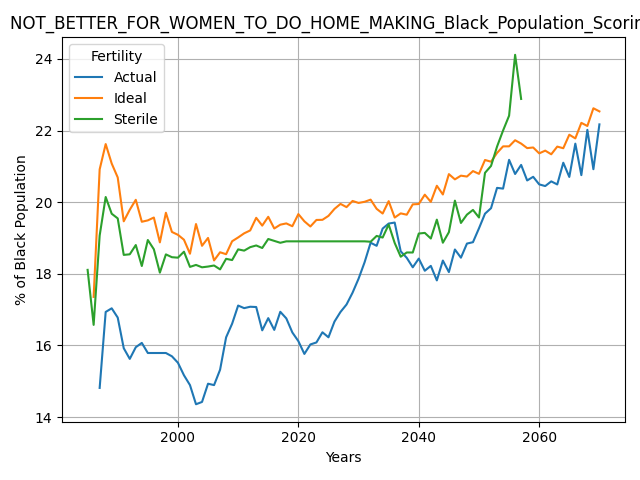 NOT_BETTER_FOR_WOMEN_TO_DO_HOME_MAKING_Black_Population_Scorin
Fertility
Actual
Ideal
Sterile
% of Black Population
24
22
20
18
16
14
2000
2020
2040
2060
Years